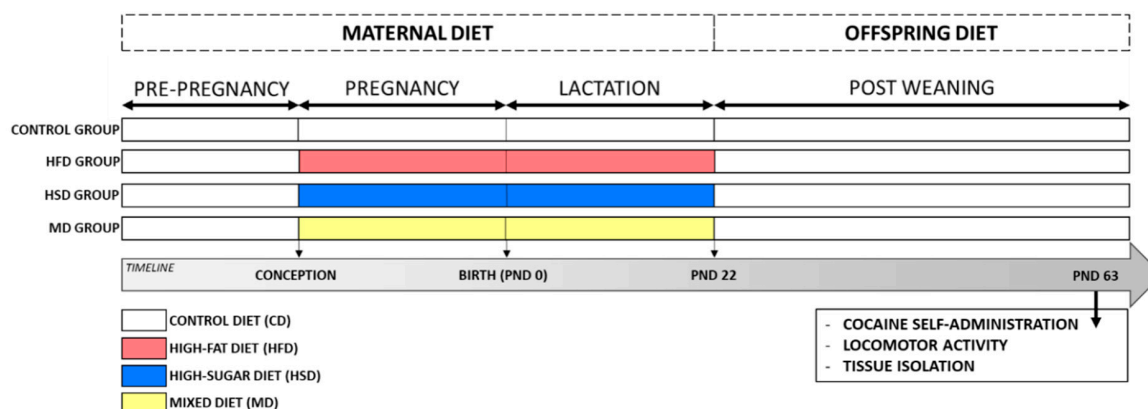 MATERNAL DIET OFFSPRING DIET
PRE-PREGNANCY PREGNANCY LACTATION POST WEANING
CONTROL GROUP
HFD GROUP
HSD GROUP
MD GROUP
TIMELINE
CONCEPTION BIRTH (PND 0) PND 22 PND 63
CONTROL DIET (CD)
HIGH-FAT DIET (HFD)
HIGH-SUGAR DIET (HSD)
MIXED DIET (MD)
- COCAINE SELF-ADMINISTRATION
- LOCOMOTOR ACTIVITY
- TISSUE ISOLATION